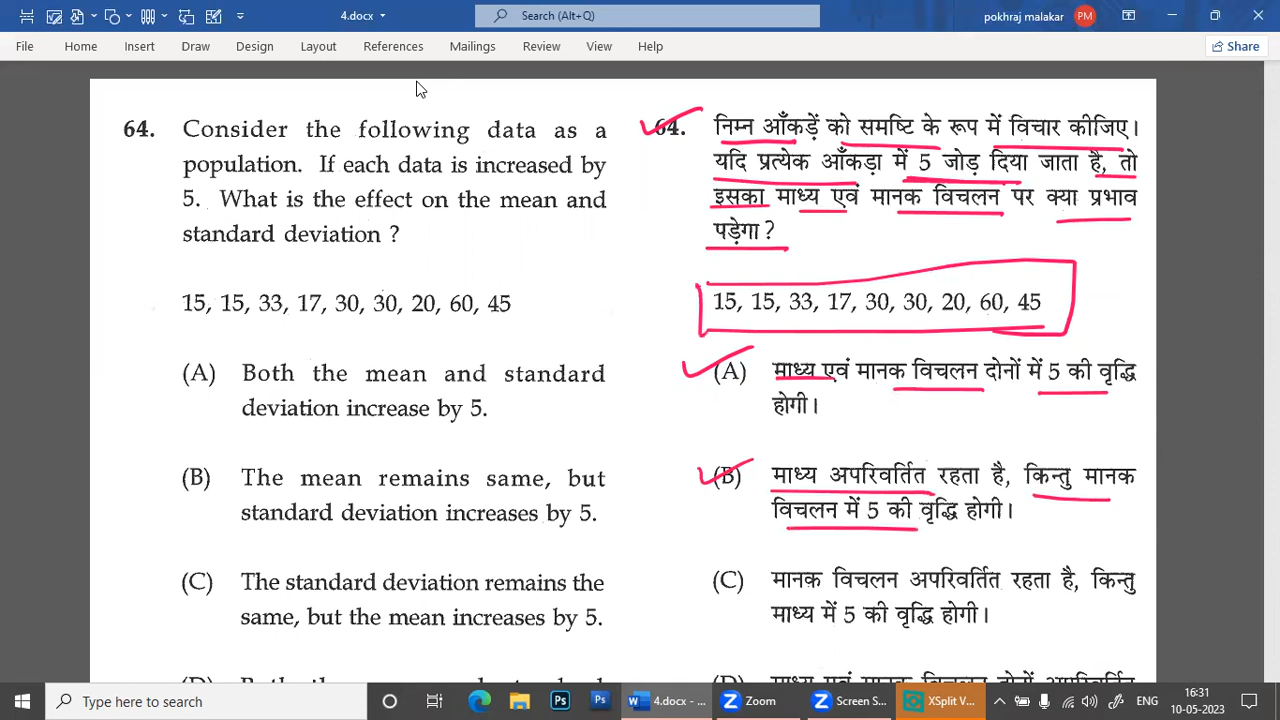 4.docx
Search (Alt+Q)
pokhraj malakar
PM
File Home Insert Draw Design Layout References Mailings Review View Help
Share
64. Consider the following data as a
population. If each data is increased by
5. What is the effect on the mean and
standard deviation ?
15, 15, 33, 17, 30, 30, 20, 60, 45
(A) Both the mean and standard
deviation increase by 5.
(B) The mean remains same, but
standard deviation increases by 5.
(C) The standard deviation remains the
same, but the mean increases by 5.
64. निम्न आँकड़ें को समष्टि के रूप में विचार कीजिए।
यदि प्रत्येक आँकड़ा में 5 जोड़ दिया जाता है, तो
इसका माध्य एवं मानक विचलन पर क्या प्रभाव
पड़ेगा ?
15, 15, 33, 17, 30, 30, 20, 60, 45
(A) माध्य एवं मानक विचलन दोनों में 5 की वृद्धि
होगी।
(B) माध्य अपरिवर्तित रहता है, किन्तु मानक
विचलन में 5 की वृद्धि होगी।
(C) मानक विचलन अपरिवर्तित रहता है, किन्तु
माध्य में 5 की वृद्धि होगी।
Type here to search
Ps
Ps
4.docx - ...
Zoom
Screen S...
XSplit V...
ENG
16:31
10-05-2023